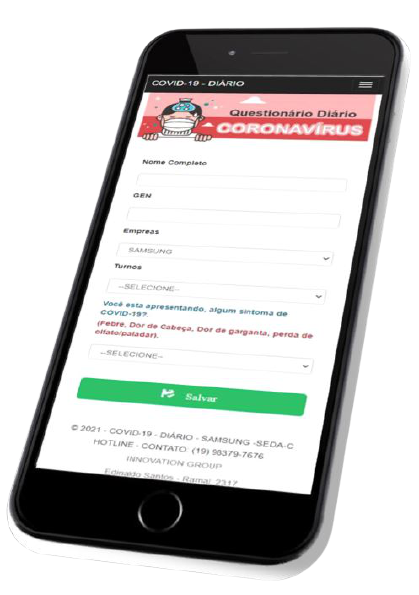 COVID-19 - DIÁRIO
Questionário Diário
CORONAVÍRUS
Nome Completo
GEN
Empreas
SAMSUNG
Turnos
--SELECIONE--
Você esta apresentando, algum sintoma de
COVID-19?
(Febre, Dor de Cabeça, Dor de garganta, perda de
olfato/paladar).
--SELECIONE--
Salvar
© 2021 - COVID-19 - DIÁRIO - SAMSUNG -SEDA-C
HOTLINE - CONTATO: (19) 98379-7676
INNOVATION GROUP
Edinaldo Santos - Ramal: 2317